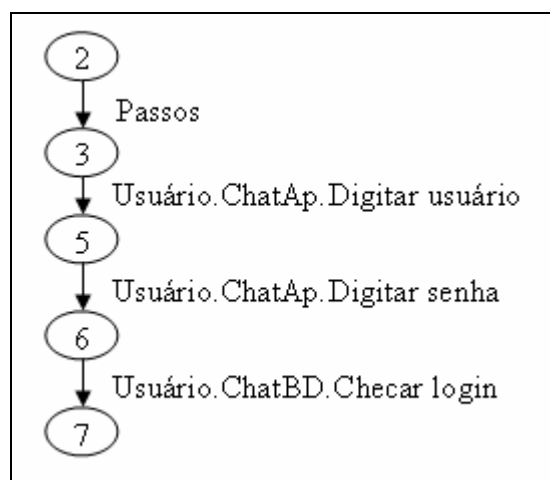 2
Passos
3
Usuário.ChatAp.Digitar usuário
5
Usuário.ChatAp.Digitar senha
6
Usuário.ChatBD.Checar login
7